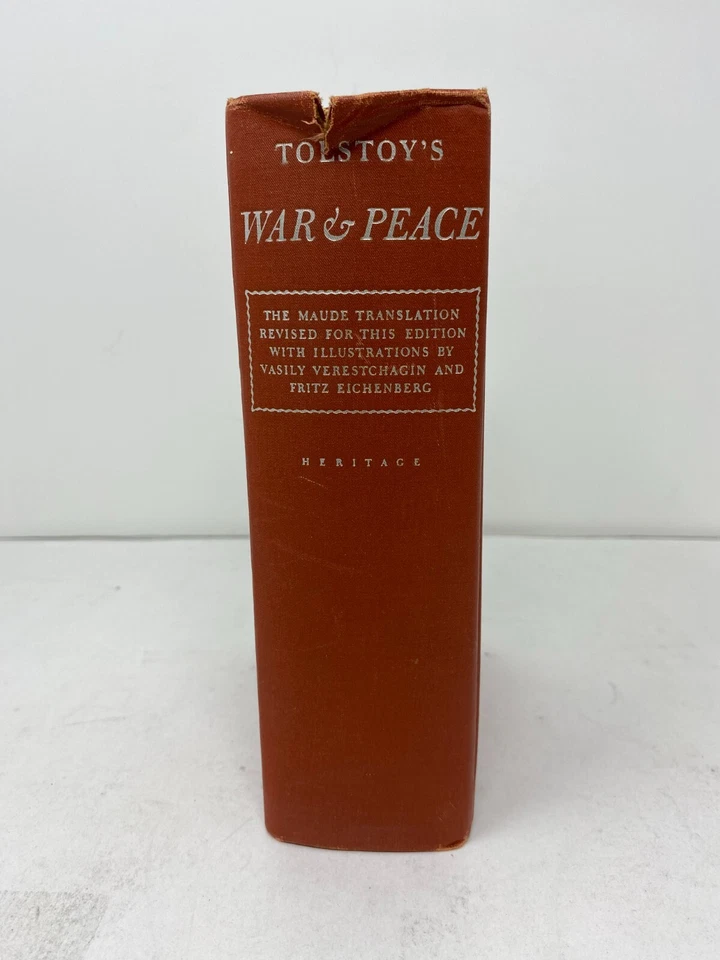 TOLSTOY'S
WAR & PEACE
THE MAUDE TRANSLATION
REVISED FOR THIS EDITION
WITH ILLUSTRATIONS BY
VASILY VERESTCHAGIN AND
FRITZ EICHENBERG
HERITAGE